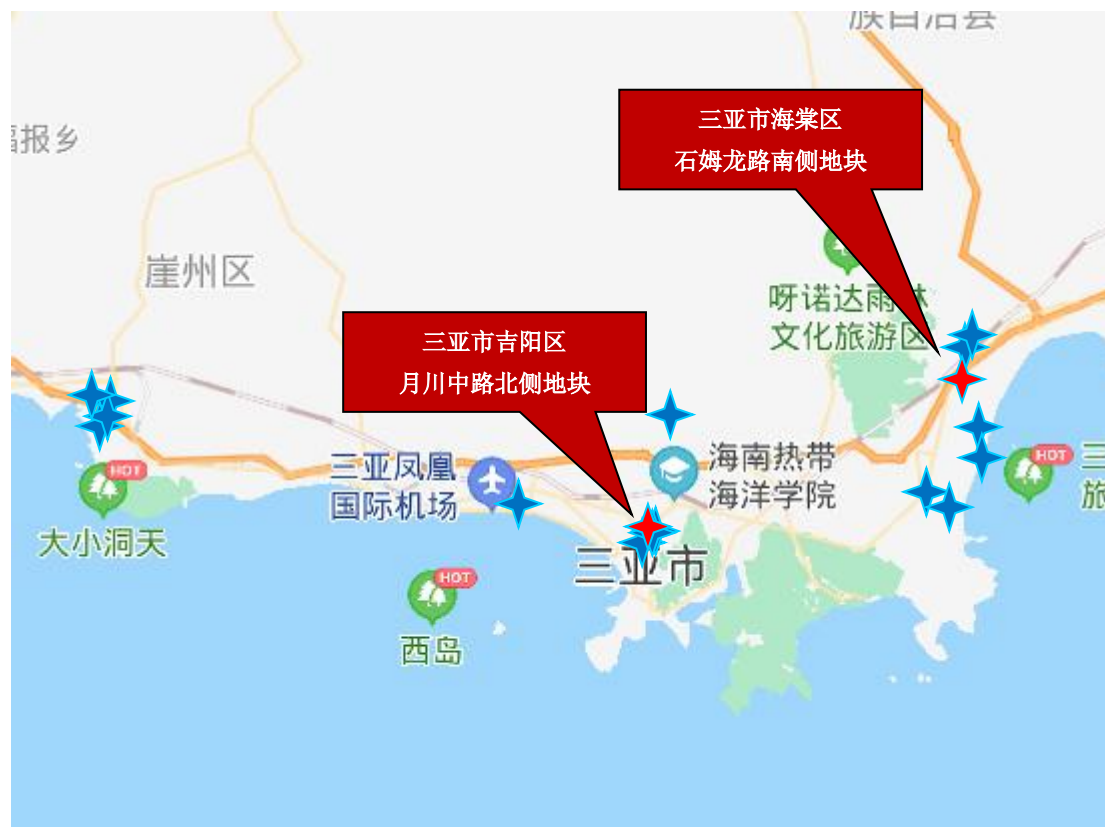 族自治县
三亚市海棠区
石姆龙路南侧地块
报乡
崖州区
呀诺达雨林
文化旅游区
三亚市吉阳区
月川中路北侧地块
HOT
大小洞天
三亚凤凰
国际机场
海南热带
海洋学院
HOT
三
旅
三亚市
HOT
西岛